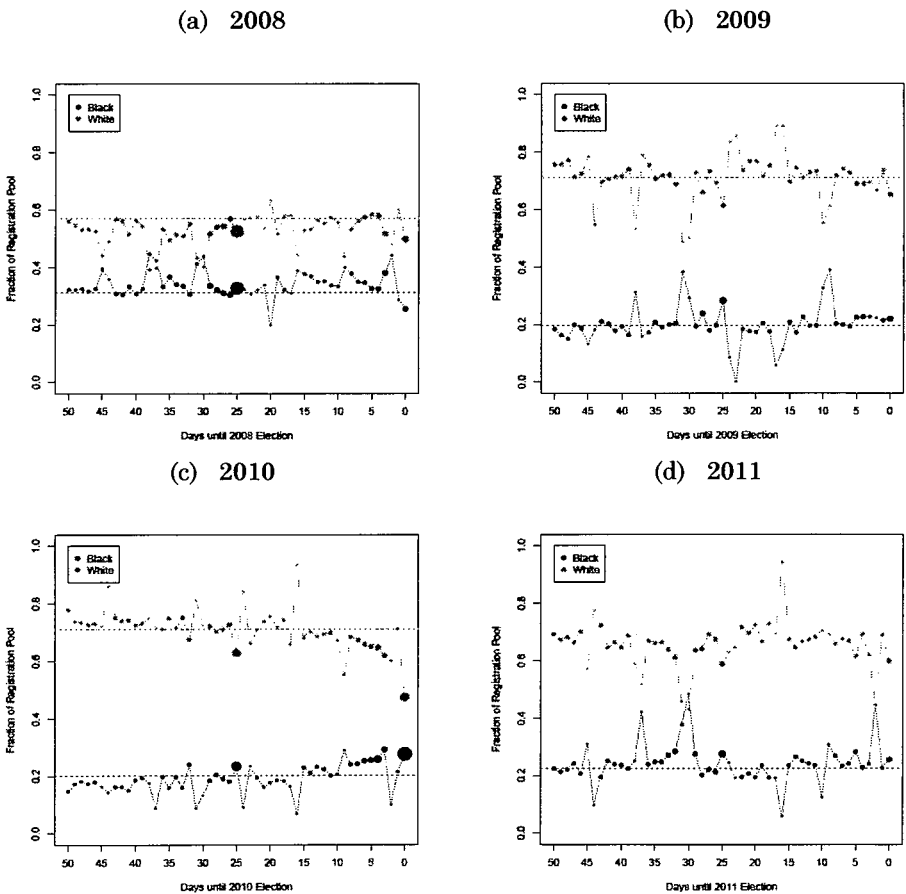 (a) 2008
1.0
0.8
0.6
0.4
0.2
0.0
Fraction of Registration Pool
Black
White
50 45 40 35 30 25 20 15 10 5 0
Days until 2008 Election
(b) 2009
1.0
0.8
0.6
0.4
0.2
0.0
Fraction of Registration Pool
Black
White
50 45 40 35 30 25 20 15 10 5 0
Days until 2009 Election
(c) 2010
1.0
0.8
0.6
0.4
0.2
0.0
Fraction of Registration Pool
Black
White
50 45 40 35 30 25 20 15 10 5 0
Days until 2010 Election
(d) 2011
1.0
0.8
0.6
0.4
0.2
0.0
Fraction of Registration Pool
Black
White
50 45 40 35 30 25 20 15 10 5 0
Days until 2011 Election